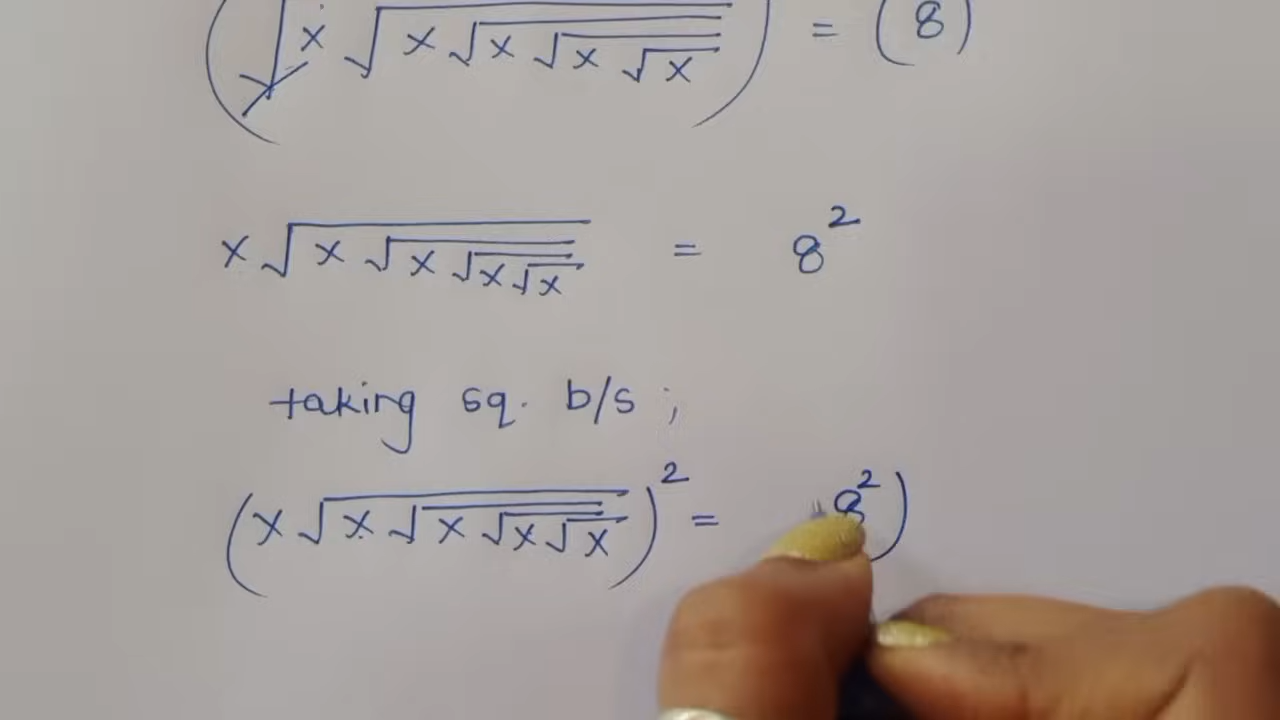 (√x √x √x √x √x) = (8)
x √x √x √x √x = 8²
taking sq. b/s ;
(x √x √x √x √x)² = 8²)